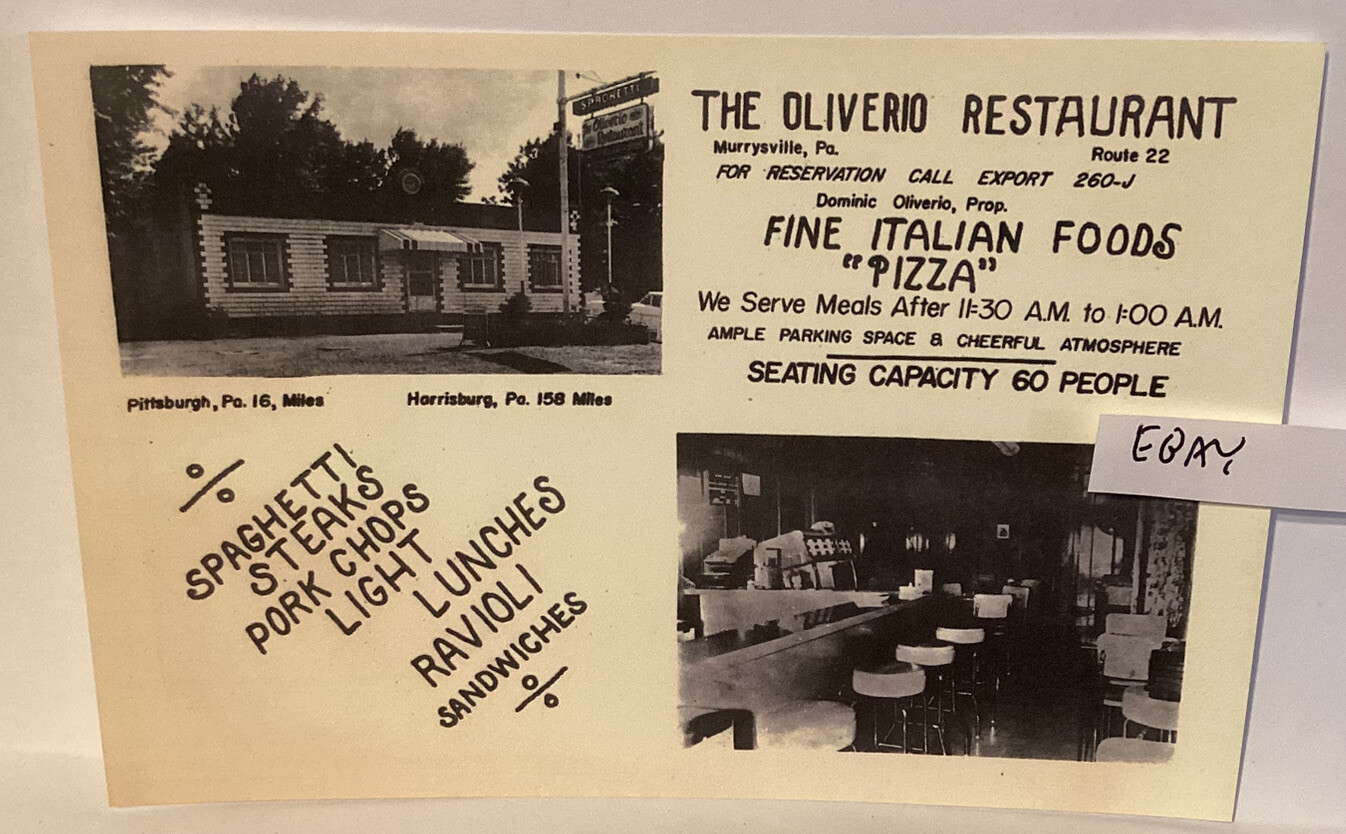 SPAGHETTI
The Oliverio
Restaurant
Pittsburgh, Pa. 16, Miles
Harrisburg, Pa. 158 Miles
THE OLIVERIO RESTAURANT
Murrysville, Pa. Route 22
FOR RESERVATION CALL EXPORT 260-J
Dominic Oliverio, Prop.
FINE ITALIAN FOODS
"PIZZA"
We Serve Meals After 11:30 A.M. to 1:00 A.M.
AMPLE PARKING SPACE & CHEERFUL ATMOSPHERE
SEATING CAPACITY 60 PEOPLE
SPAGHETTI
STEAKS
PORK CHOPS
LIGHT LUNCHES
RAVIOLI
SANDWICHES
EBAY